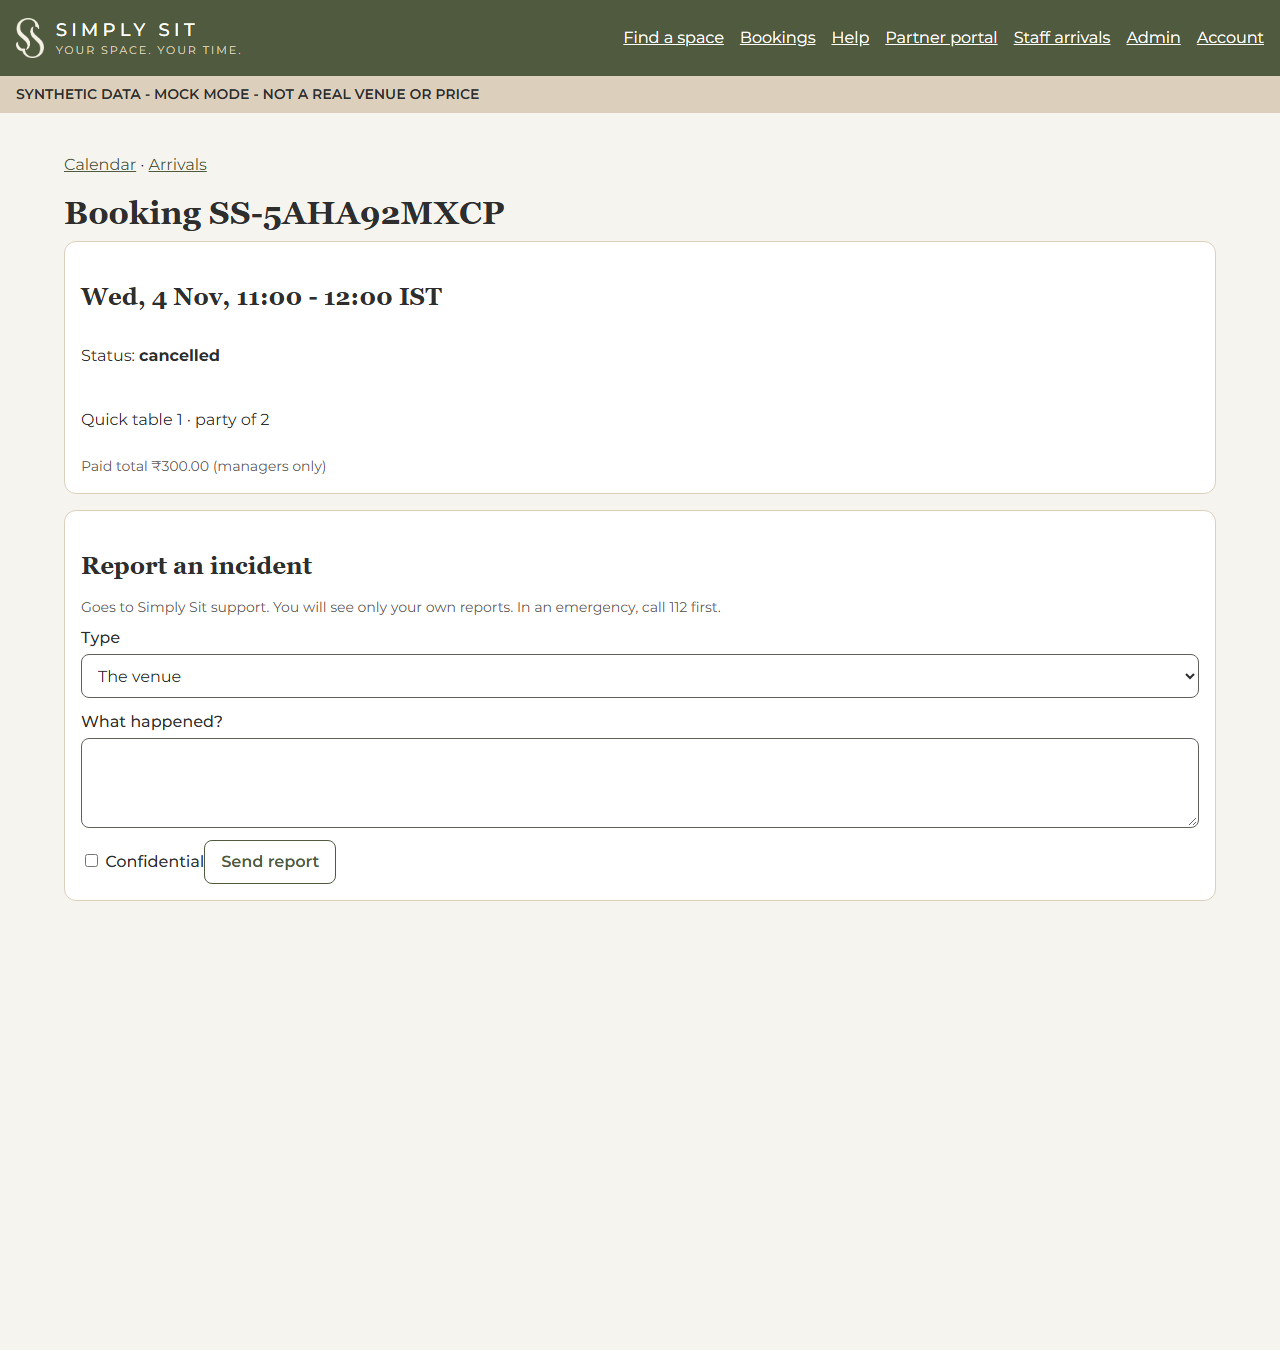 SIMPLY SIT
YOUR SPACE. YOUR TIME.
Find a space Bookings Help Partner portal Staff arrivals Admin Account
SYNTHETIC DATA - MOCK MODE - NOT A REAL VENUE OR PRICE
Calendar · Arrivals
Booking SS-5AHA92MXCP
Wed, 4 Nov, 11:00 - 12:00 IST
Status: cancelled
Quick table 1 · party of 2
Paid total ₹300.00 (managers only)
Report an incident
Goes to Simply Sit support. You will see only your own reports. In an emergency, call 112 first.
Type
The venue
What happened?
Confidential Send report